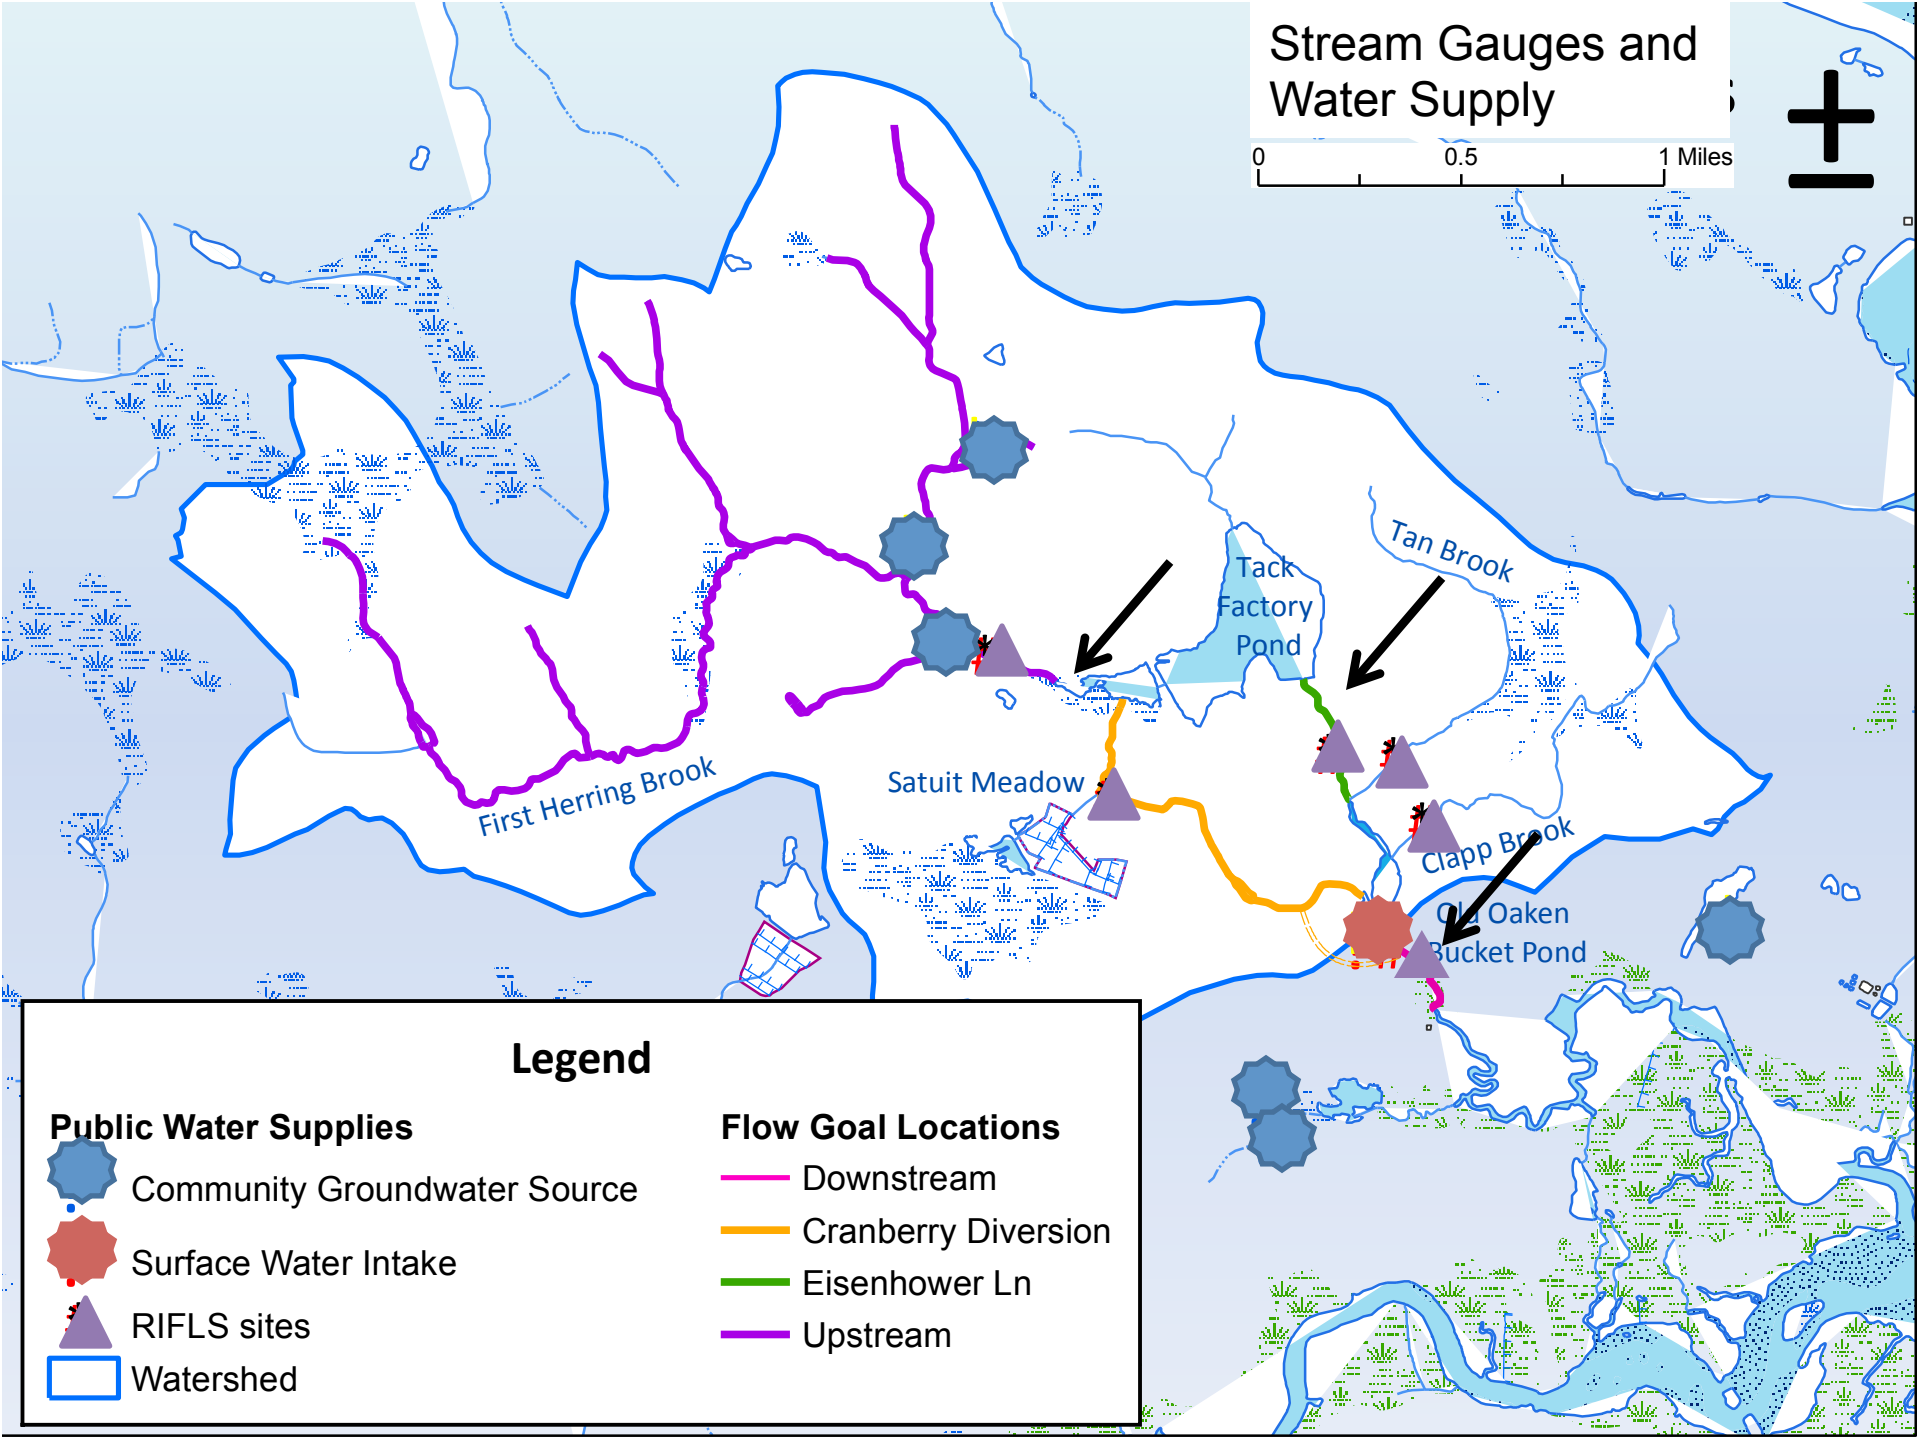 Stream Gauges and
Water Supply
0 0.5 1 Miles
Tan Brook
Tack
Factory
Pond
Satuit Meadow
First Herring Brook
Clapp Brook
Old Oaken
Bucket Pond
Legend
Public Water Supplies
Community Groundwater Source
Surface Water Intake
RIFLS sites
Watershed
Flow Goal Locations
Downstream
Cranberry Diversion
Eisenhower Ln
Upstream